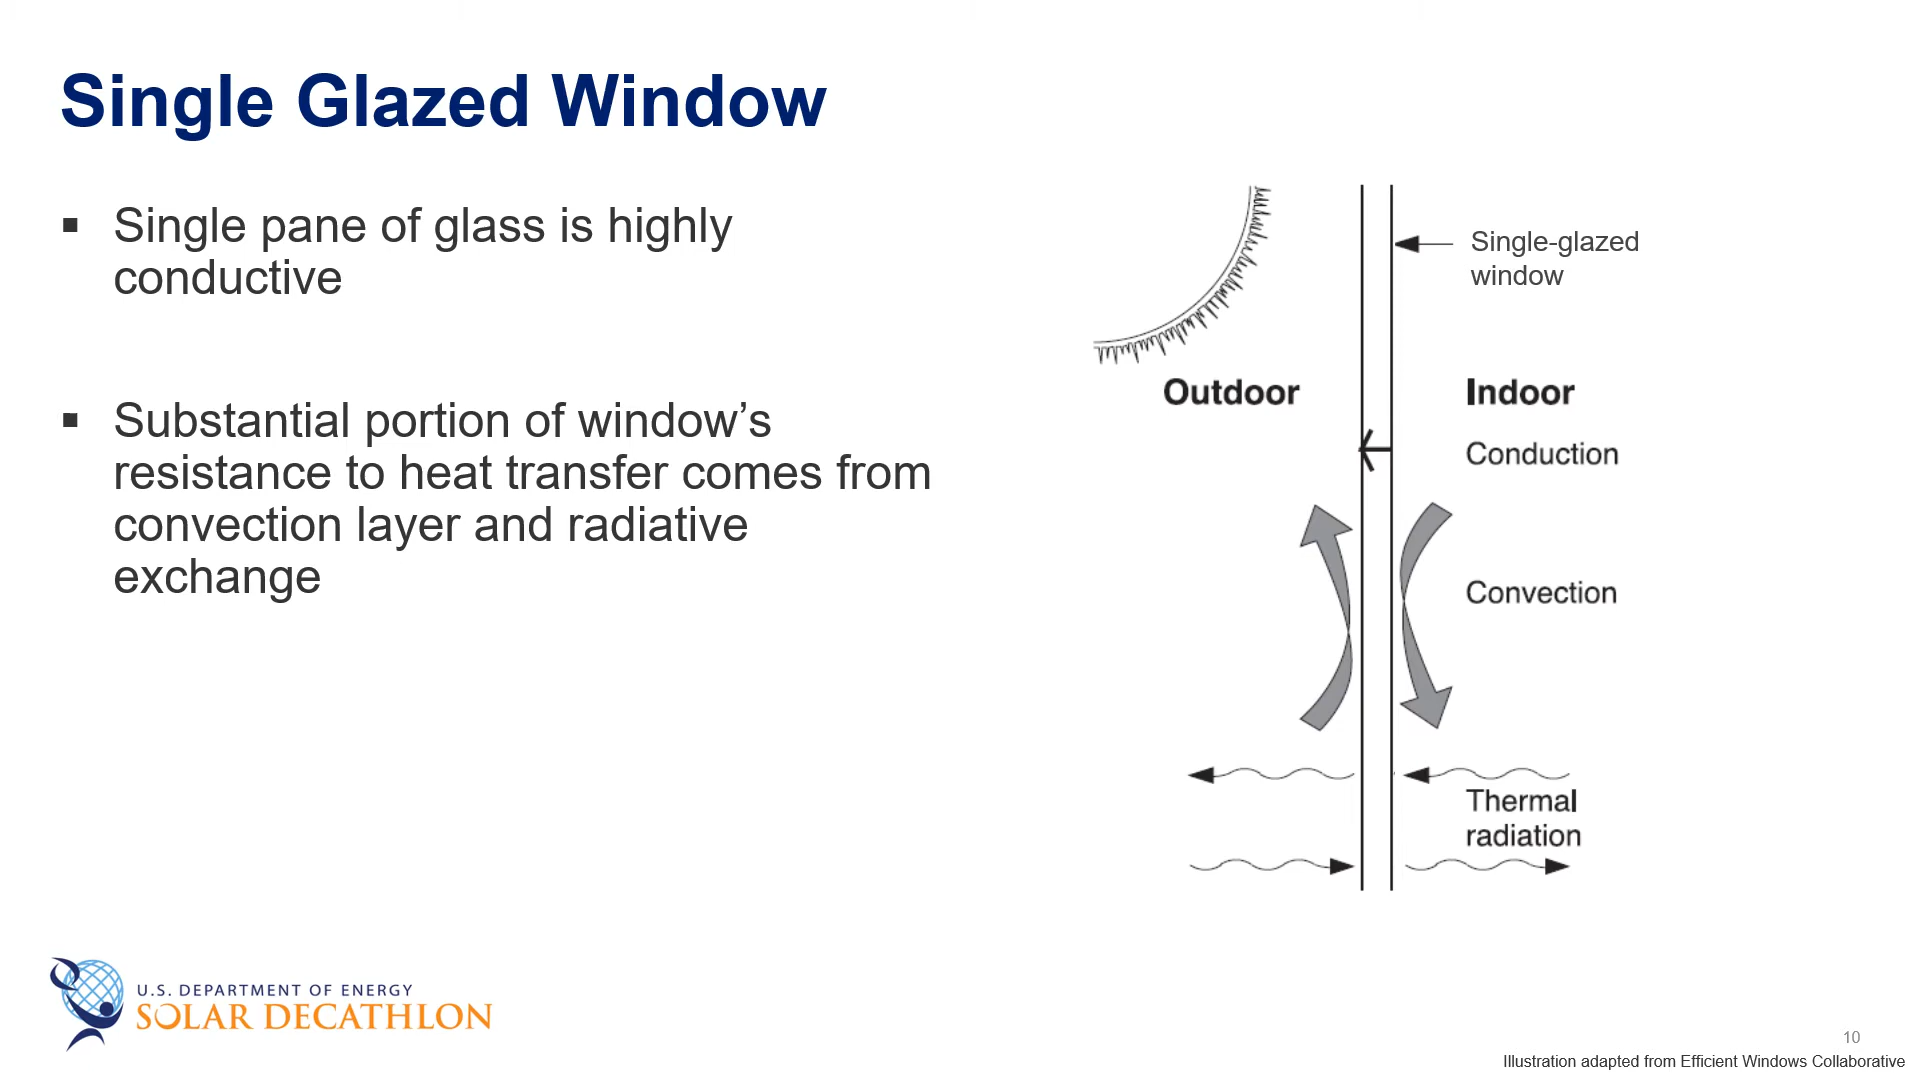 Single Glazed Window
▪ Single pane of glass is highly
conductive
▪ Substantial portion of window’s
resistance to heat transfer comes from
convection layer and radiative
exchange
Single-glazed
window
Outdoor
Indoor
Conduction
Convection
Thermal
radiation
U.S. DEPARTMENT OF ENERGY
SOLAR DECATHLON
10
Illustration adapted from Efficient Windows Collaborative